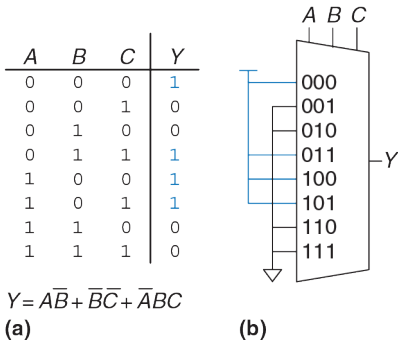 A B C Y
0 0 0 1
0 0 1 0
0 1 0 0
0 1 1 1
1 0 0 1
1 0 1 1
1 1 0 0
1 1 1 0
Y = AB̅ + B̅C̅ + A̅BC
(a)
A B C
000
001
010
011
100
101
110
111
Y
(b)